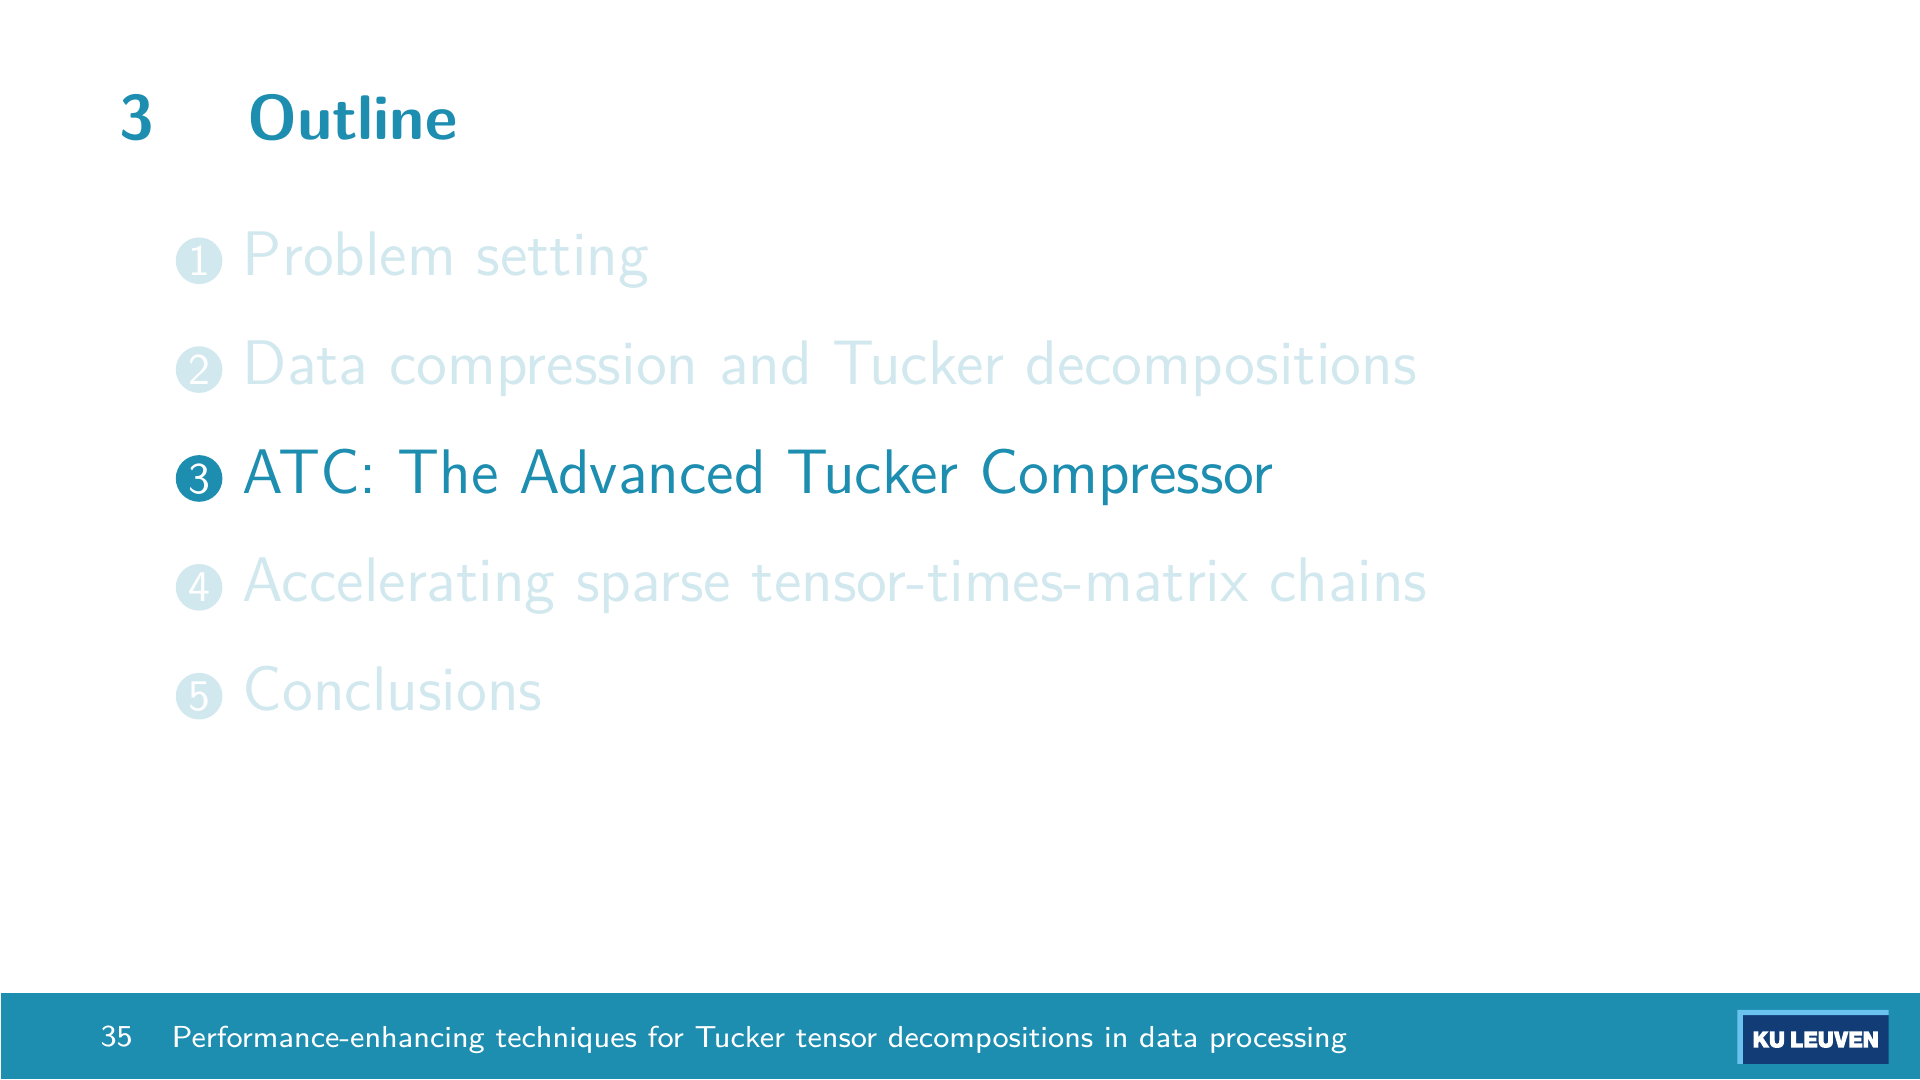 3 Outline
1 Problem setting
2 Data compression and Tucker decompositions
3 ATC: The Advanced Tucker Compressor
4 Accelerating sparse tensor-times-matrix chains
5 Conclusions
35 Performance-enhancing techniques for Tucker tensor decompositions in data processing
KU LEUVEN